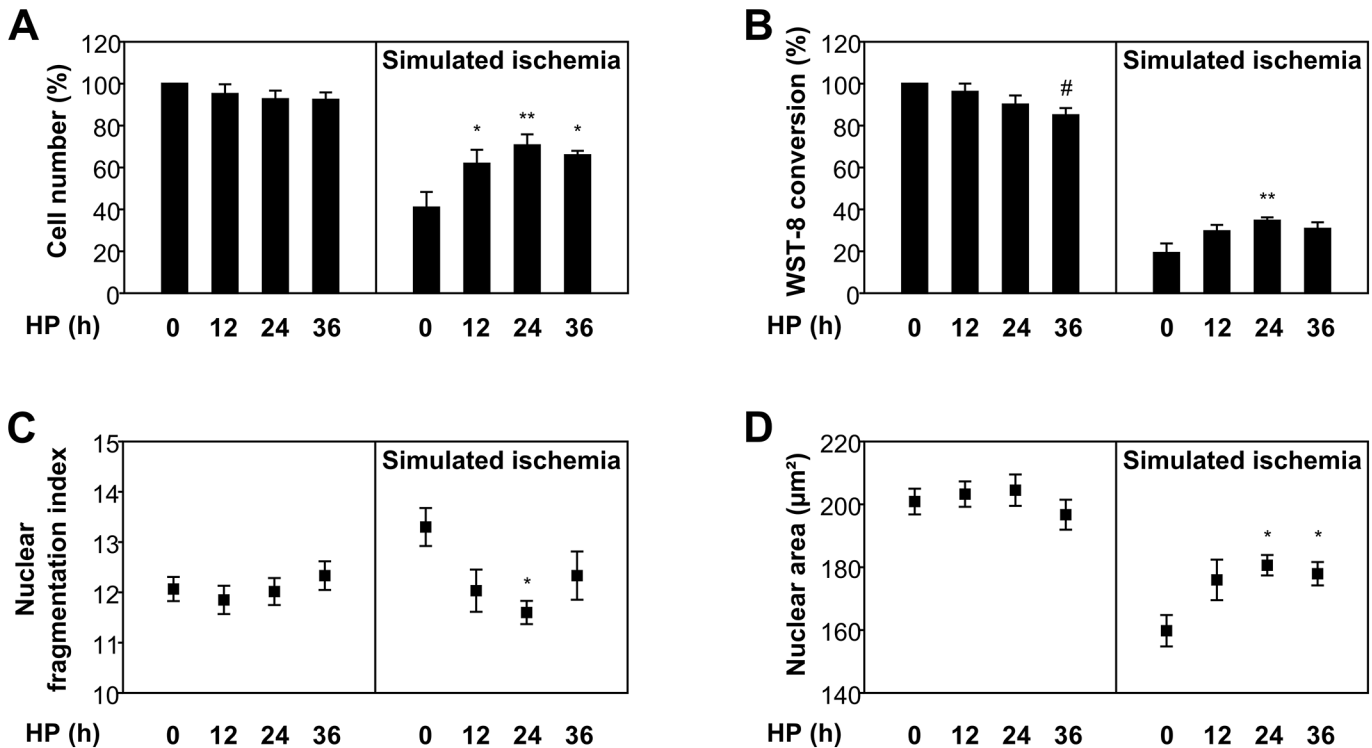 A
Cell number (%)
120
100
80
60
40
20
0
Simulated ischemia
*
**
*
HP (h)
0 12 24 36 0 12 24 36
B
WST-8 conversion (%)
120
100
80
60
40
20
0
#
Simulated ischemia
**
HP (h)
0 12 24 36 0 12 24 36
C
Nuclear
fragmentation index
15
14
13
12
11
10
Simulated ischemia
*
HP (h)
0 12 24 36 0 12 24 36
D
Nuclear area (µm²)
220
200
180
160
140
Simulated ischemia
*
*
HP (h)
0 12 24 36 0 12 24 36